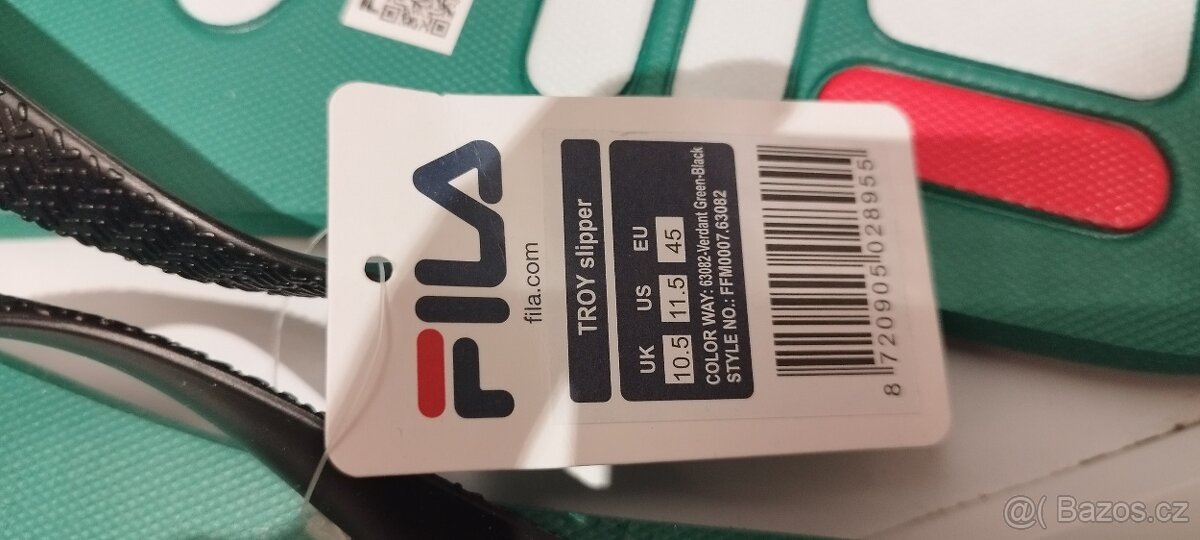 FILA
fila.com
TROY slipper
UK US EU
10.5 11.5 45
COLOR WAY: 63082-Verdant Green-Black
STYLE NO.: FFM0007.63082
8 720905 028955
@( Bazos.cz